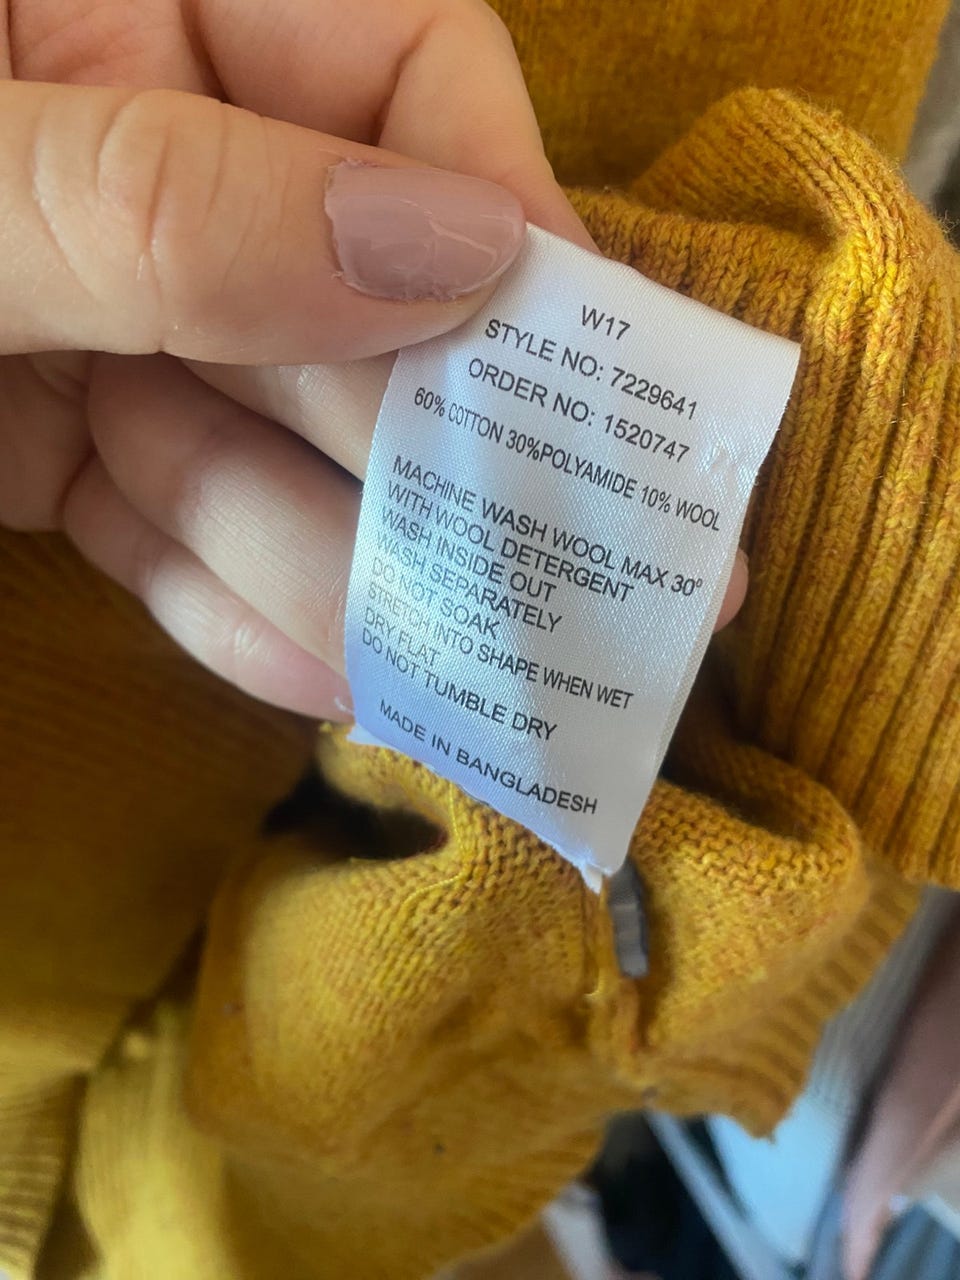 W17
STYLE NO: 7229641
ORDER NO: 1520747
60% COTTON 30%POLYAMIDE 10% WOOL
MACHINE WASH WOOL MAX 30º
WITH WOOL DETERGENT
WASH INSIDE OUT
WASH SEPARATELY
DO NOT SOAK
STRETCH INTO SHAPE WHEN WET
DRY FLAT
DO NOT TUMBLE DRY
MADE IN BANGLADESH